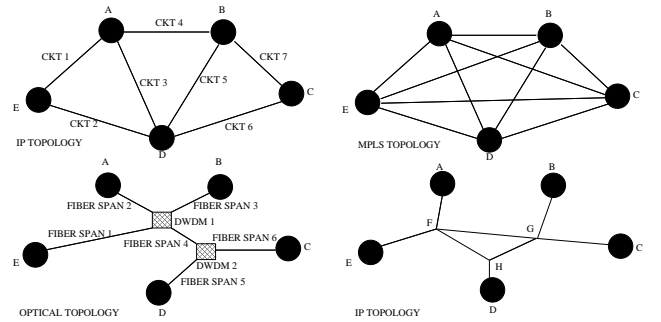 A
B
CKT 4
CKT 1
CKT 7
CKT 3
CKT 5
C
E
CKT 2
CKT 6
D
IP TOPOLOGY
A
B
C
E
D
MPLS TOPOLOGY
A
B
FIBER SPAN 2
FIBER SPAN 3
DWDM 1
FIBER SPAN 1
FIBER SPAN 4
FIBER SPAN 6
C
E
DWDM 2
FIBER SPAN 5
D
OPTICAL TOPOLOGY
A
B
F
G
C
E
H
D
IP TOPOLOGY